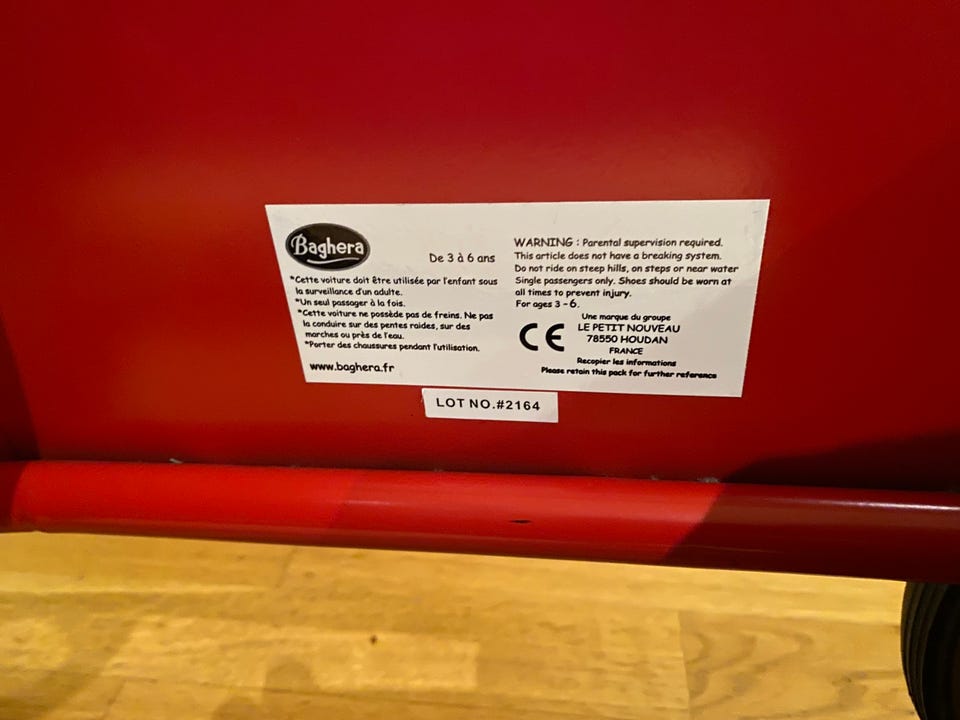 Baghera
De 3 à 6 ans
*Cette voiture doit être utilisée par l'enfant sous
la surveillance d'un adulte.
*Un seul passager à la fois.
*Cette voiture ne possède pas de freins. Ne pas
la conduire sur des pentes raides, sur des
marches ou près de l'eau.
*Porter des chaussures pendant l'utilisation.
www.baghera.fr
WARNING : Parental supervision required.
This article does not have a breaking system.
Do not ride on steep hills, on steps or near water
Single passengers only. Shoes should be worn at
all times to prevent injury.
For ages 3 - 6.
CE
Une marque du groupe
LE PETIT NOUVEAU
78550 HOUDAN
FRANCE
Recopier les informations
Please retain this pack for further reference
LOT NO.#2164